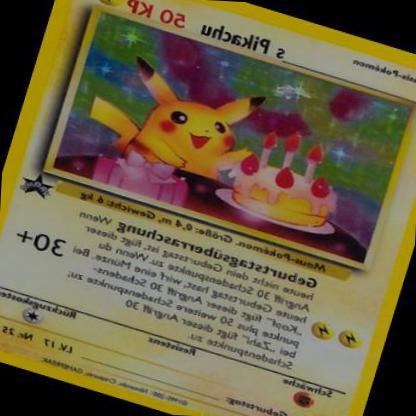 Basis-Pokémon
s Pikachu 50 KP
Maus-Pokémon. Größe: 0,4 m, Gewicht: 6 kg
Geburtstagsüberraschung Wenn
heute nicht dein Geburtstag ist, fügt dieser
Angriff 30 Schadenspunkte zu. Wenn
heute dein Geburtstag hast, wirf eine Münze. Bei
"Kopf" fügt dieser Angriff 30 Schadens-
punkte plus 50 weitere Schadenspunkte zu;
bei "Zahl" fügt dieser Angriff 30
Schadenspunkte zu.
30+
Schwäche
Resistenz
Rückzugskosten
Geburtstag:
LV. 17 Nr. 25